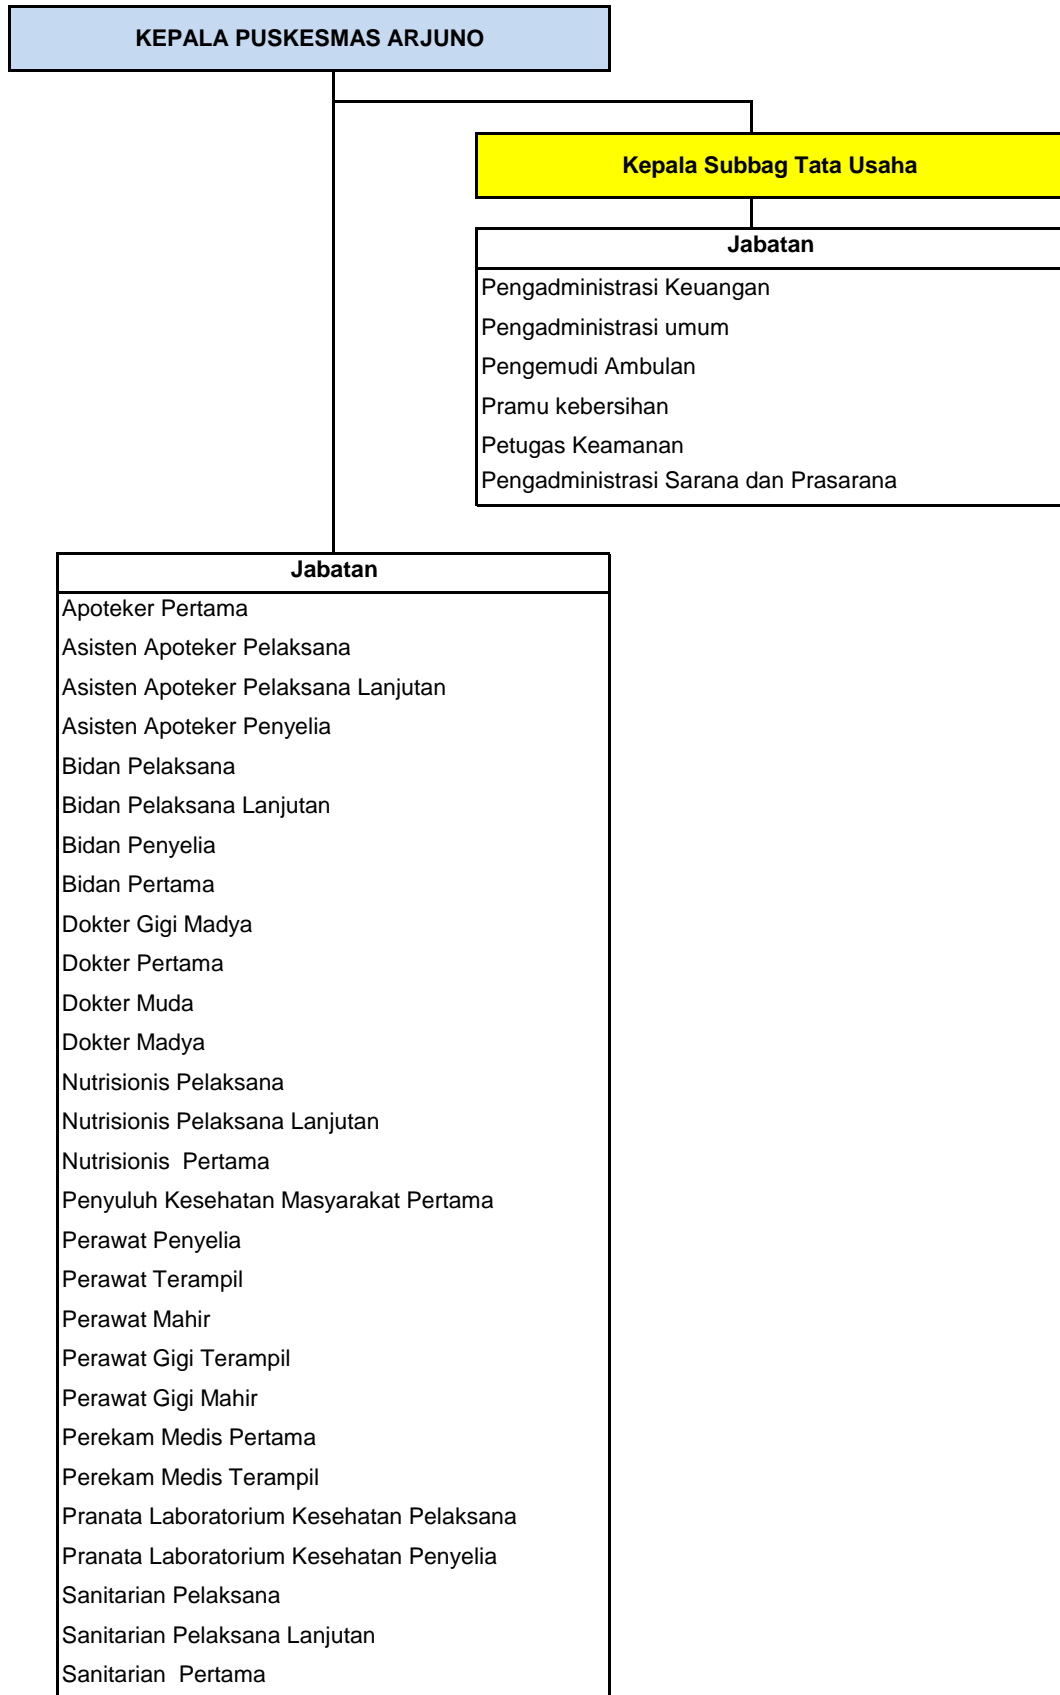 KEPALA PUSKESMAS ARJUNO
Kepala Subbag Tata Usaha
Jabatan
Pengadministrasi Keuangan
Pengadministrasi umum
Pengemudi Ambulan
Pramu kebersihan
Petugas Keamanan
Pengadministrasi Sarana dan Prasarana
Jabatan
Apoteker Pertama
Asisten Apoteker Pelaksana
Asisten Apoteker Pelaksana Lanjutan
Asisten Apoteker Penyelia
Bidan Pelaksana
Bidan Pelaksana Lanjutan
Bidan Penyelia
Bidan Pertama
Dokter Gigi Madya
Dokter Pertama
Dokter Muda
Dokter Madya
Nutrisionis Pelaksana
Nutrisionis Pelaksana Lanjutan
Nutrisionis  Pertama
Penyuluh Kesehatan Masyarakat Pertama
Perawat Penyelia
Perawat Terampil
Perawat Mahir
Perawat Gigi Terampil
Perawat Gigi Mahir
Perekam Medis Pertama
Perekam Medis Terampil
Pranata Laboratorium Kesehatan Pelaksana
Pranata Laboratorium Kesehatan Penyelia
Sanitarian Pelaksana
Sanitarian Pelaksana Lanjutan
Sanitarian  Pertama